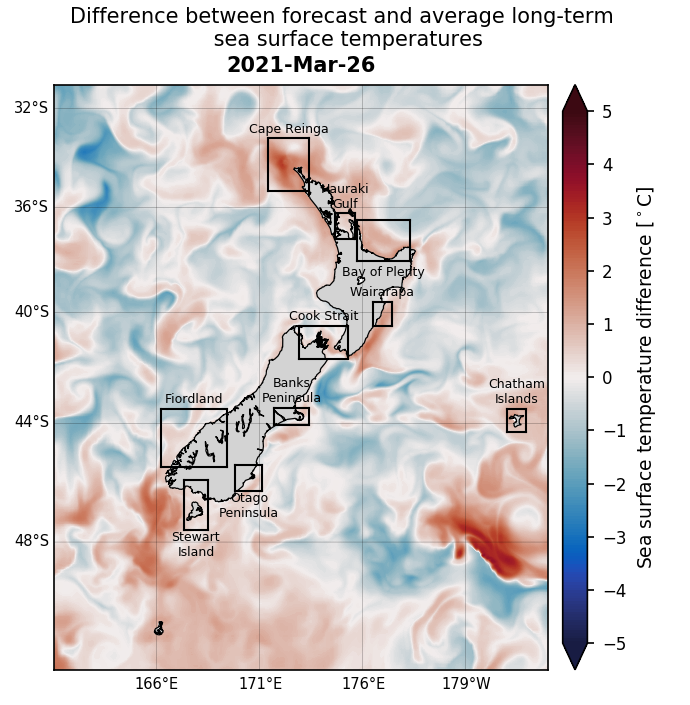 Difference between forecast and average long-term
sea surface temperatures
2021-Mar-26
32°S
36°S
40°S
44°S
48°S
166°E
171°E
176°E
179°W
Cape Reinga
Hauraki
Gulf
Bay of Plenty
Wairarapa
Cook Strait
Banks
Peninsula
Fiordland
Chatham
Islands
Otago
Peninsula
Stewart
Island
5
4
3
2
1
0
−1
−2
−3
−4
−5
Sea surface temperature difference [°C]